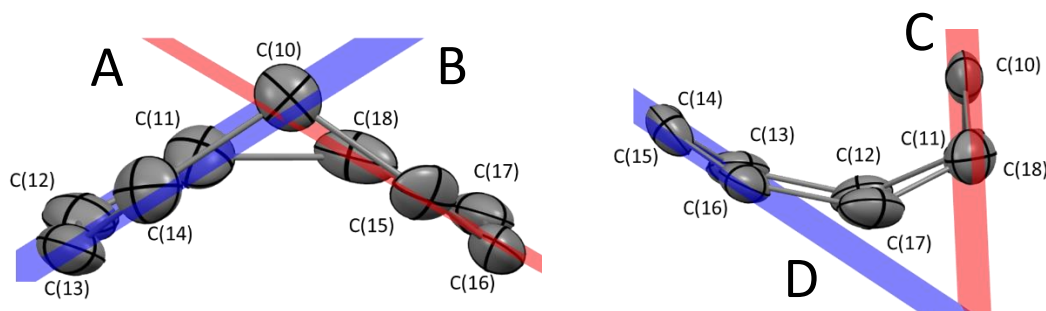 A
C(10)
B
C(11)
C(18)
C(12)
C(17)
C(15)
C(14)
C(16)
C(13)
C
C(10)
C(14)
C(13)
C(12)
C(11)
C(15)
C(18)
C(16)
C(17)
D